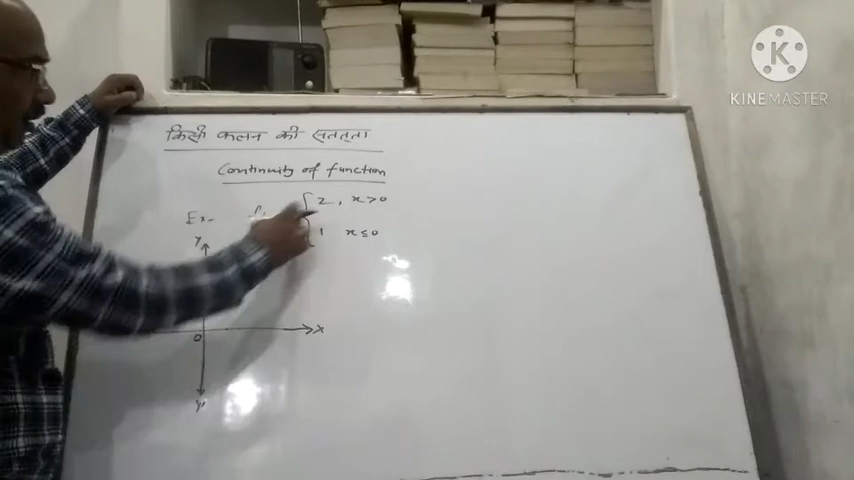 किसी फलन की सततता
Continuity of function
Ex- f 2, x>0
1 x≤0
Y
O X
Y'
K
KINEMASTER